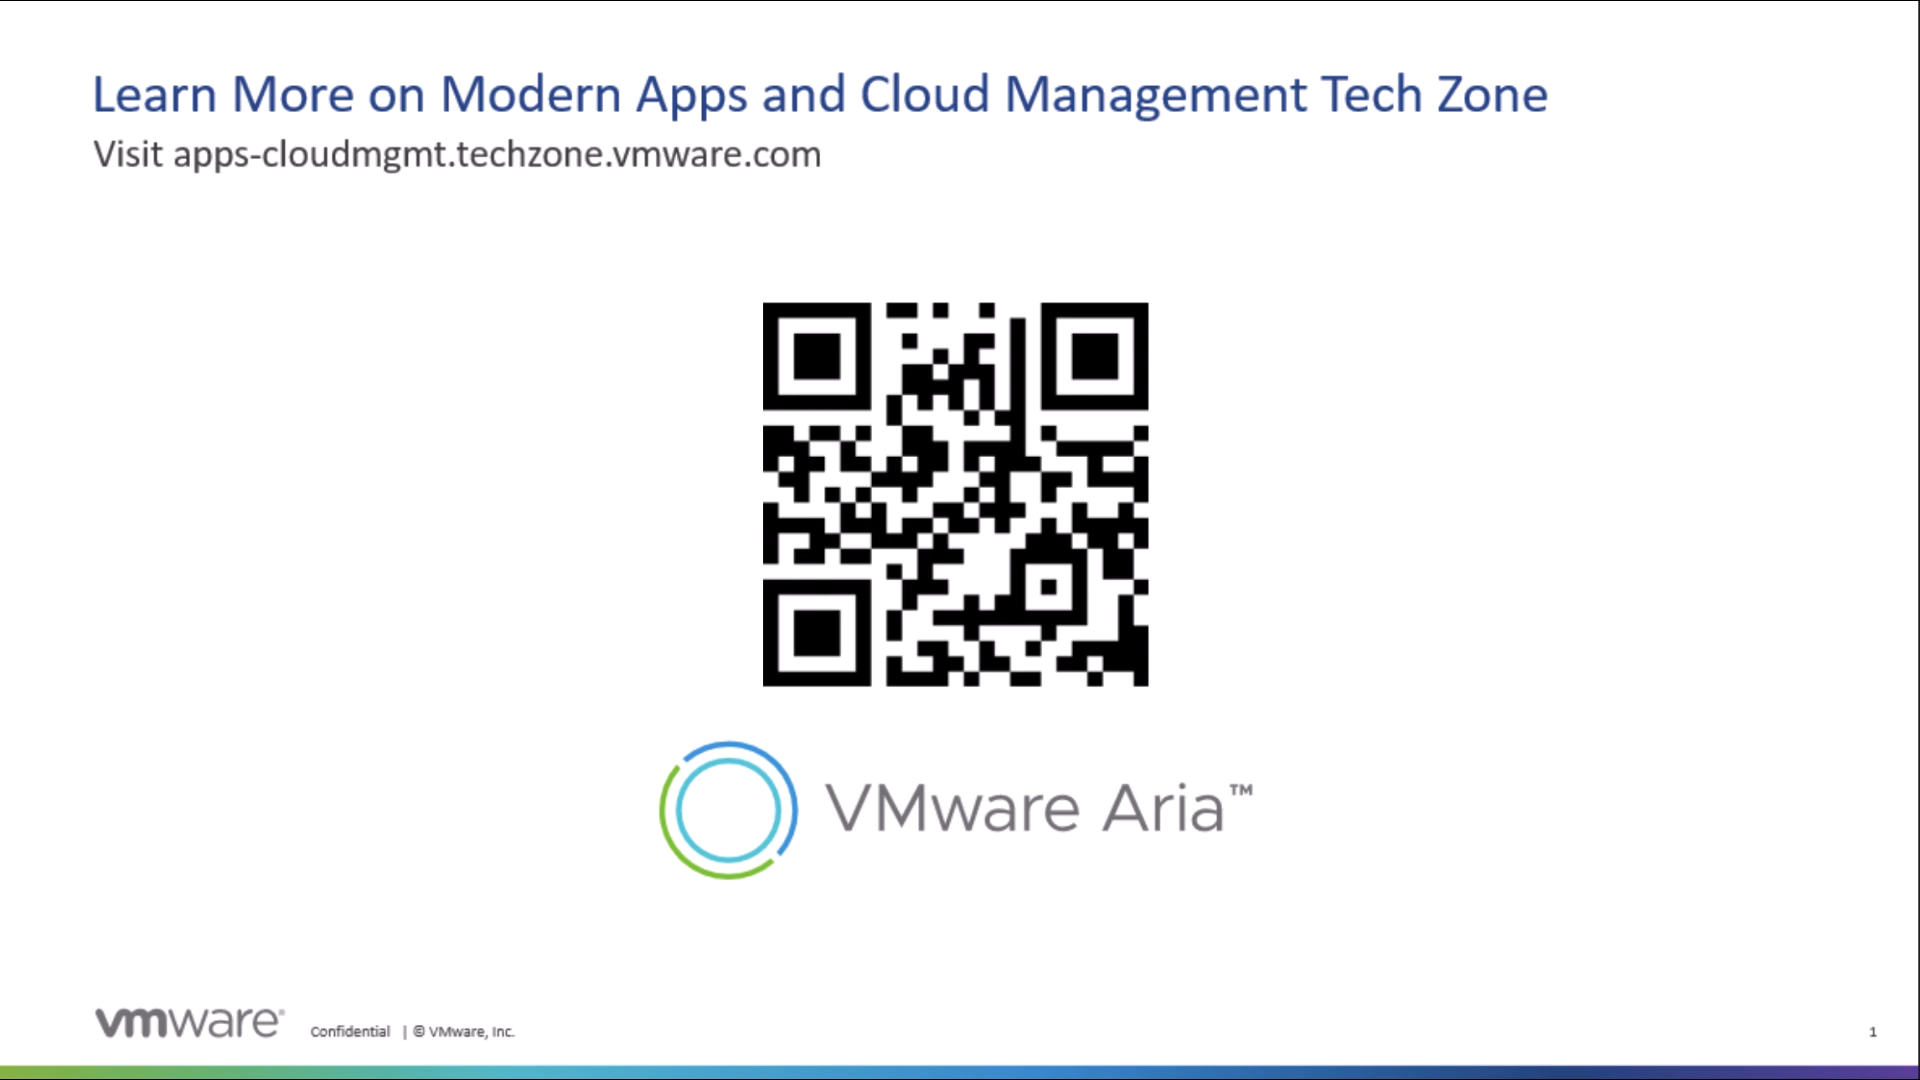 Learn More on Modern Apps and Cloud Management Tech Zone
Visit apps-cloudmgmt.techzone.vmware.com
VMware Aria™
vmware® Confidential | © VMware, Inc. 1